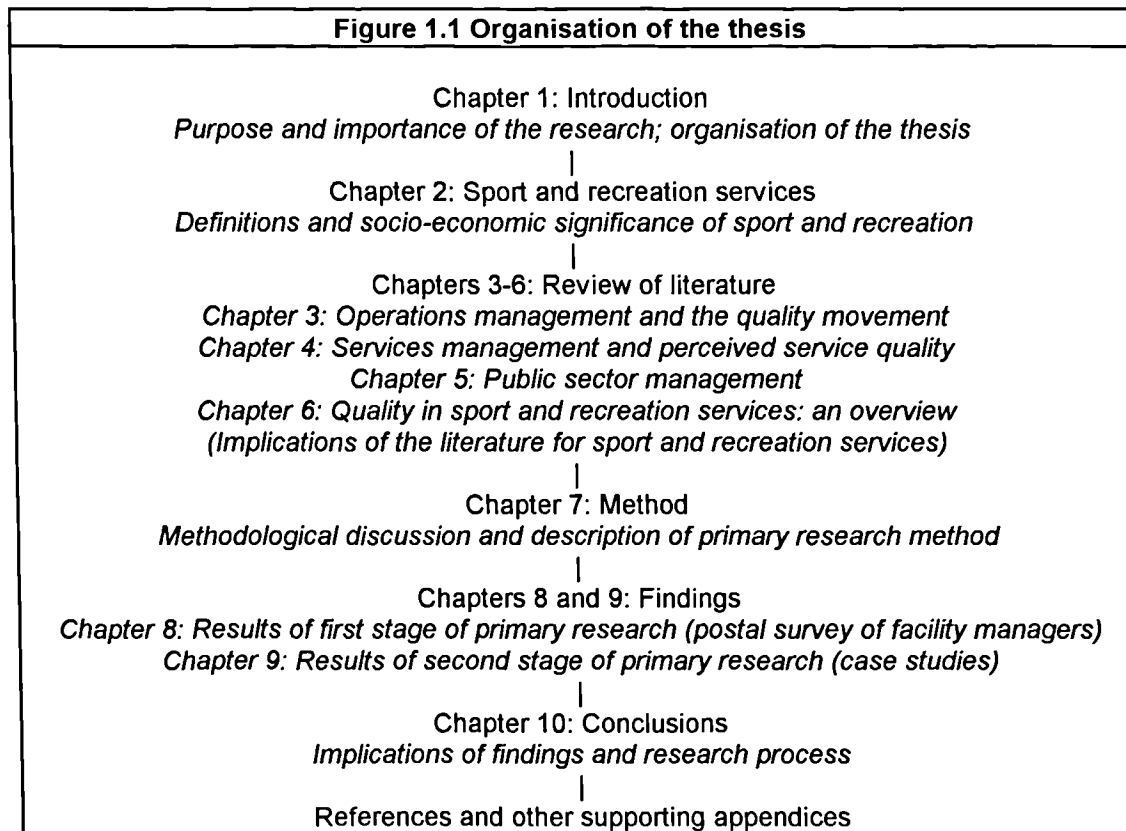 Figure 1.1 Organisation of the thesis
Chapter 1: Introduction
Purpose and importance of the research; organisation of the thesis
|
Chapter 2: Sport and recreation services
Definitions and socio-economic significance of sport and recreation
|
Chapters 3-6: Review of literature
Chapter 3: Operations management and the quality movement
Chapter 4: Services management and perceived service quality
Chapter 5: Public sector management
Chapter 6: Quality in sport and recreation services: an overview
(Implications of the literature for sport and recreation services)
|
Chapter 7: Method
Methodological discussion and description of primary research method
|
Chapters 8 and 9: Findings
Chapter 8: Results of first stage of primary research (postal survey of facility managers)
Chapter 9: Results of second stage of primary research (case studies)
|
Chapter 10: Conclusions
Implications of findings and research process
|
References and other supporting appendices